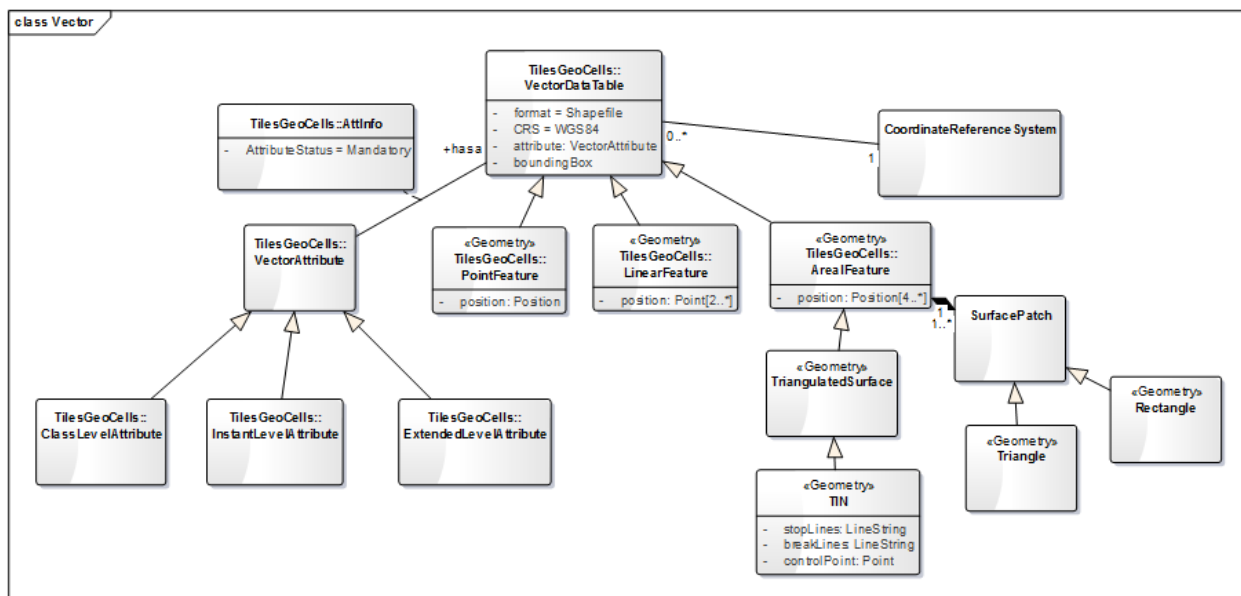 class Vector
TilesGeoCells::
VectorDataTable
- format = Shapefile
- CRS = WGS84
- attribute: VectorAttribute
- boundingBox
TilesGeoCells::AttInfo
- AttributeStatus = Mandatory
+hasa
0..*
1
CoordinateReferenceSystem
TilesGeoCells::
VectorAttribute
«Geometry»
TilesGeoCells::
PointFeature
- position: Position
«Geometry»
TilesGeoCells::
LinearFeature
- position: Point[2..*]
«Geometry»
TilesGeoCells::
ArealFeature
- position: Position[4..*]
1
1..*
SurfacePatch
«Geometry»
TriangulatedSurface
«Geometry»
Rectangle
TilesGeoCells::
ClassLevelAttribute
TilesGeoCells::
InstantLevelAttribute
TilesGeoCells::
ExtendedLevelAttribute
«Geometry»
Triangle
«Geometry»
TIN
- stopLines: LineString
- breakLines: LineString
- controlPoint: Point